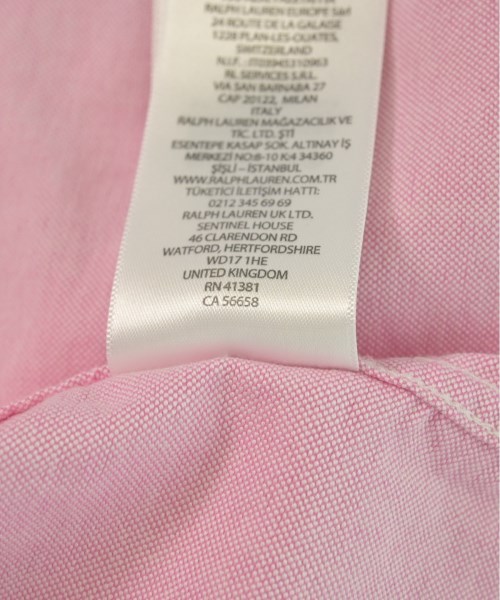 RALPH LAUREN EUROPE Sàrl
24 ROUTE DE LA GALAISE
1228 PLAN-LES-OUATES,
SWITZERLAND
N.I.F.: IT03945310963
RL SERVICES S.R.L.
VIA SAN BARNABA 27
CAP 20122, MILAN
ITALY
RALPH LAUREN MAĞAZACILIK VE
TİC. LTD. ŞTİ
ESENTEPE KASAP SOK. ALTINAY İŞ
MERKEZİ NO:8-10 K:4 34360
ŞİŞLİ – İSTANBUL
WWW.RALPHLAUREN.COM.TR
TÜKETİCİ İLETİŞİM HATTI:
0212 345 69 69
RALPH LAUREN UK LTD.
SENTINEL HOUSE
46 CLARENDON RD
WATFORD, HERTFORDSHIRE
WD17 1HE
UNITED KINGDOM
RN 41381
CA 56658